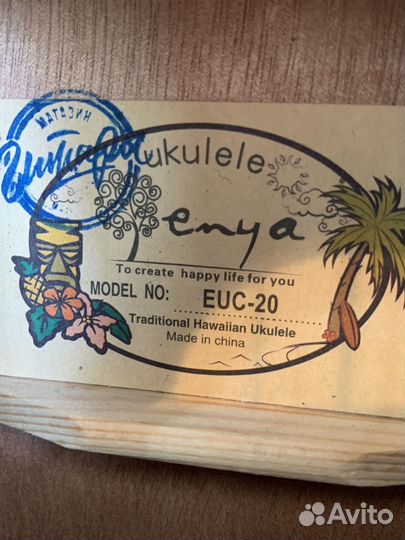 МАГАЗИН
Гитара
ukulele
enya
To create happy life for you
MODEL NO: EUC-20
Traditional Hawaiian Ukulele
Made in china
Avito